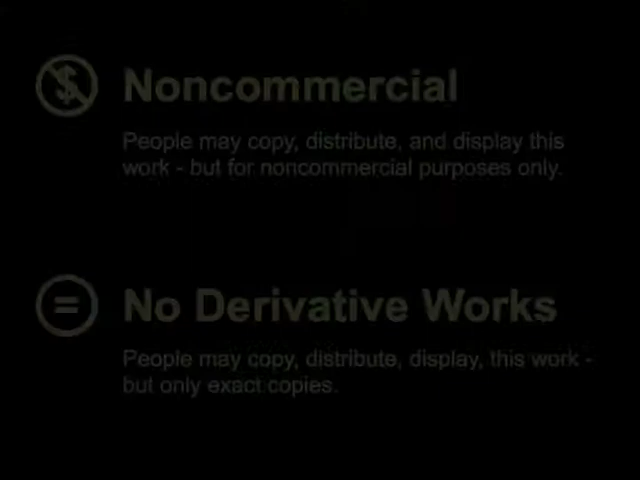 Noncommercial
People may copy, distribute, and display this
work - but for noncommercial purposes only.
No Derivative Works
People may copy, distribute, display, this work -
but only exact copies.